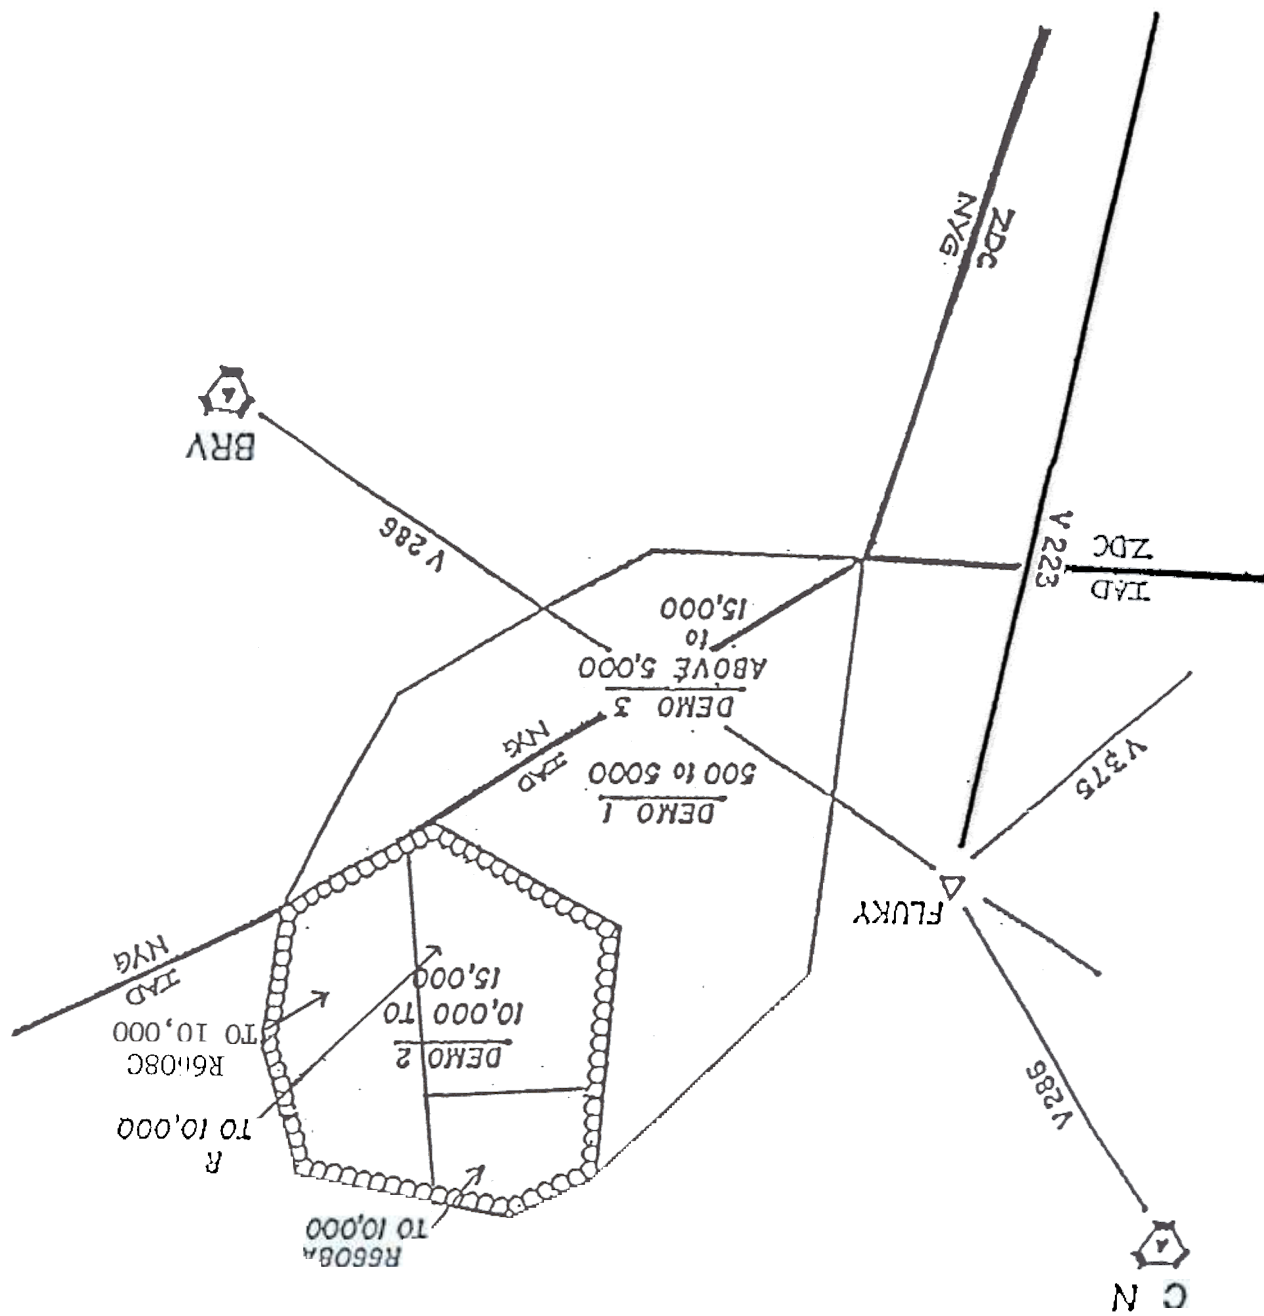 C N
R6608A
TO 10,000
R
TO 10,000
R6608C
TO 10,000
V286
DEMO 2
10,000 TO
15,000
IAD
NYG
FLUKY
DEMO 1
500 to 5000
V375
IAD
NYG
DEMO 3
ABOVE 5,000
to
15,000
IAD
ZDC
V 223
V 286
BRV
ZDC
NYG